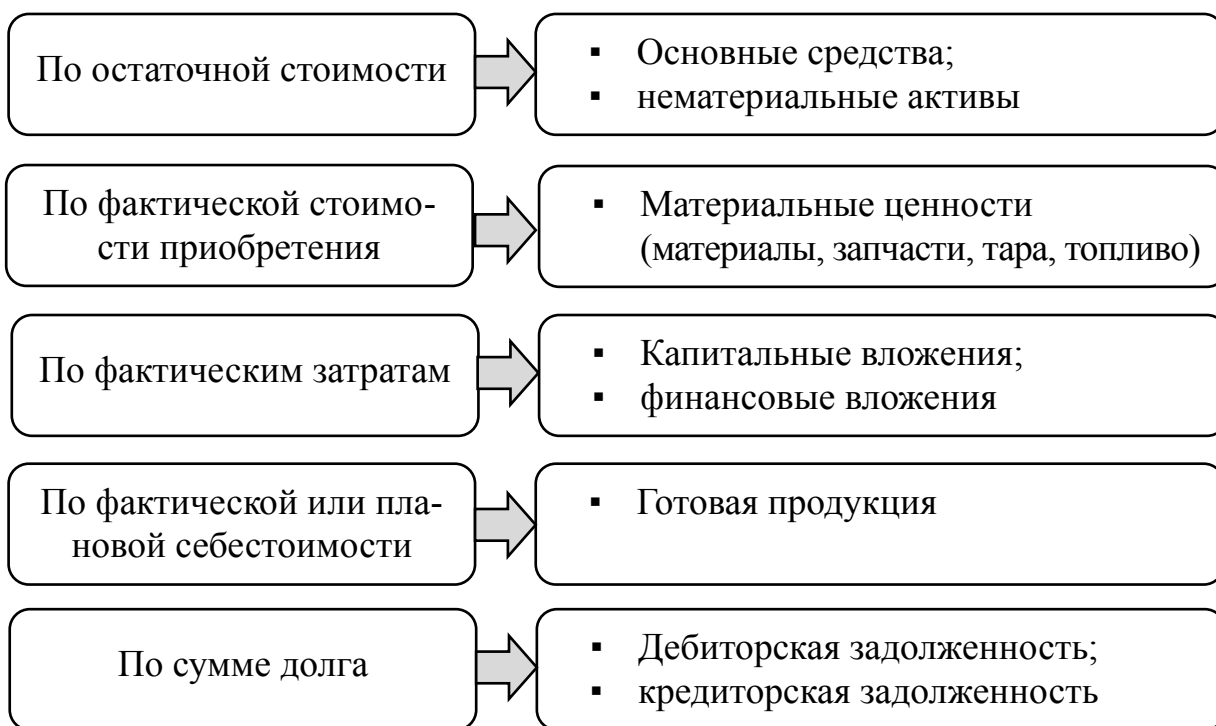 По остаточной стоимости
▪ Основные средства;
▪ нематериальные активы
По фактической стоимо-
сти приобретения
▪ Материальные ценности
(материалы, запчасти, тара, топливо)
По фактическим затратам
▪ Капитальные вложения;
▪ финансовые вложения
По фактической или пла-
новой себестоимости
▪ Готовая продукция
По сумме долга
▪ Дебиторская задолженность;
▪ кредиторская задолженность